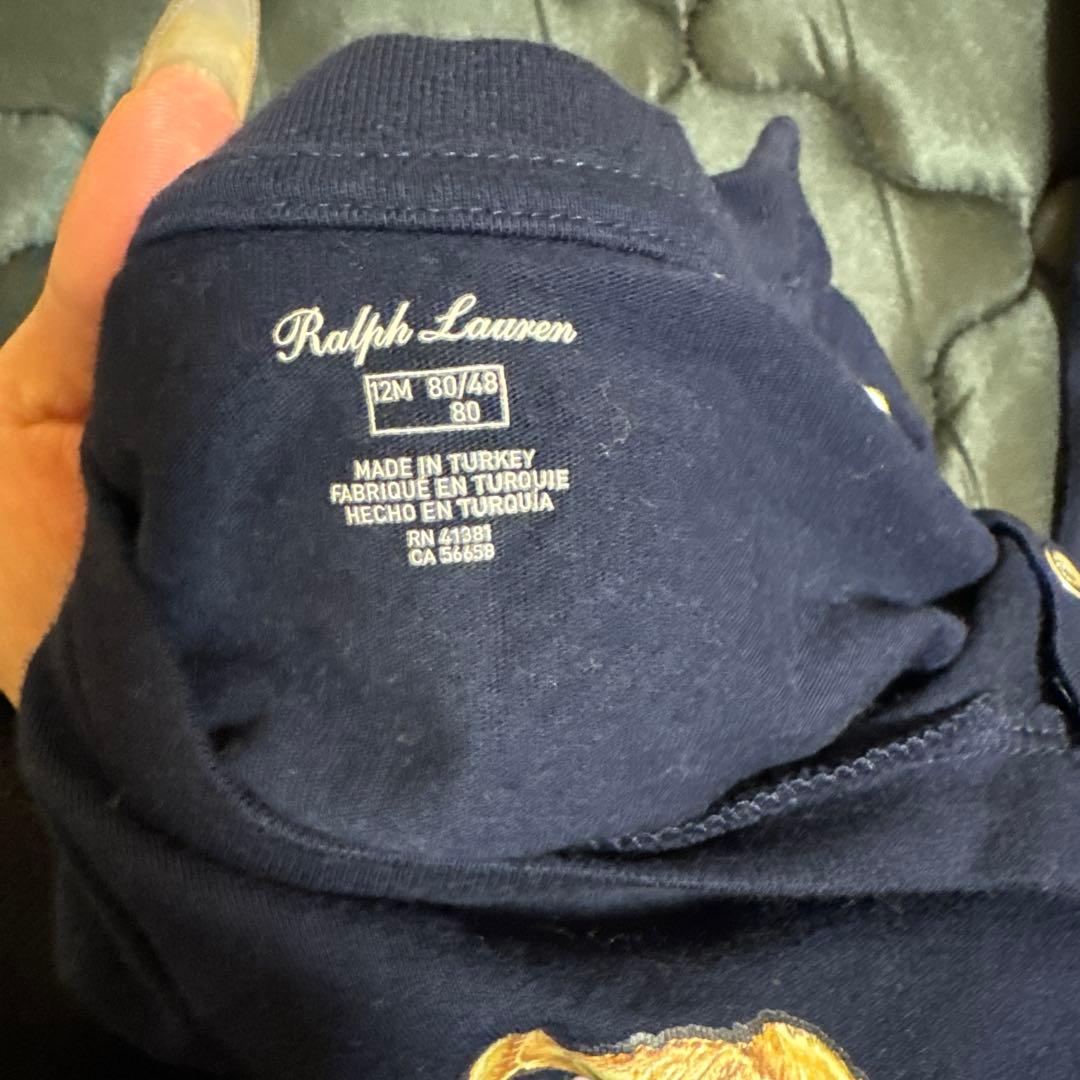 Ralph Lauren
12M 80/48
80
MADE IN TURKEY
FABRIQUÉ EN TURQUIE
HECHO EN TURQUÍA
RN 41381
CA 56658